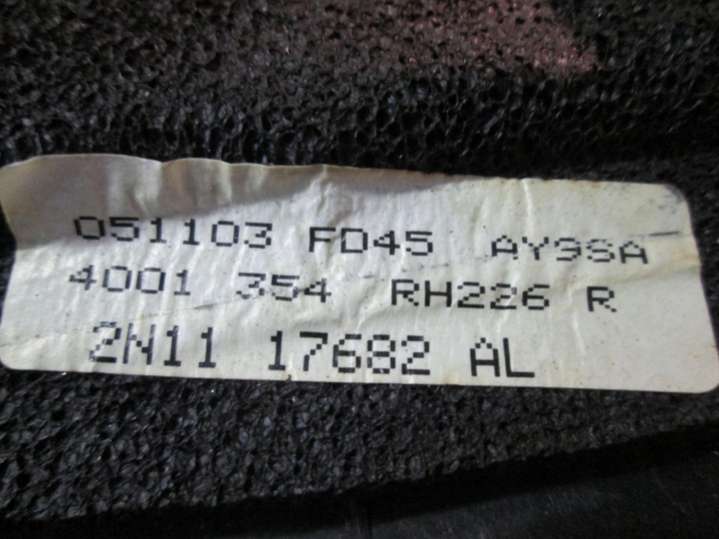 051103 FD45 AY9SA
4001 354 RH226 R
2N11 17682 AL